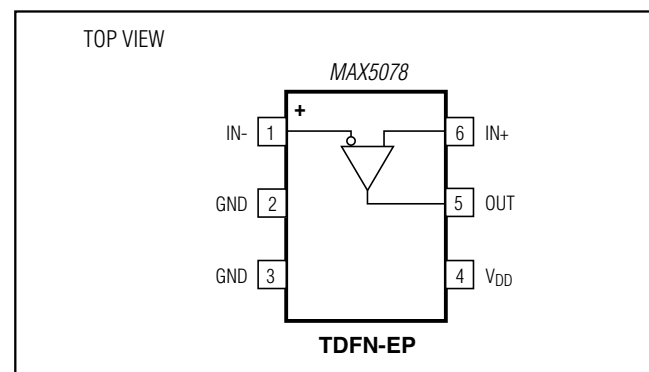 TOP VIEW
MAX5078
+
IN- 1
6 IN+
GND 2
5 OUT
GND 3
4 VDD
TDFN-EP